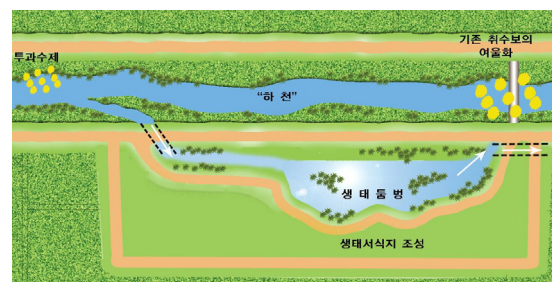 기존 취수보의
여울화
투과수제
“하 천”
생 태 둠 벙
생태서식지 조성